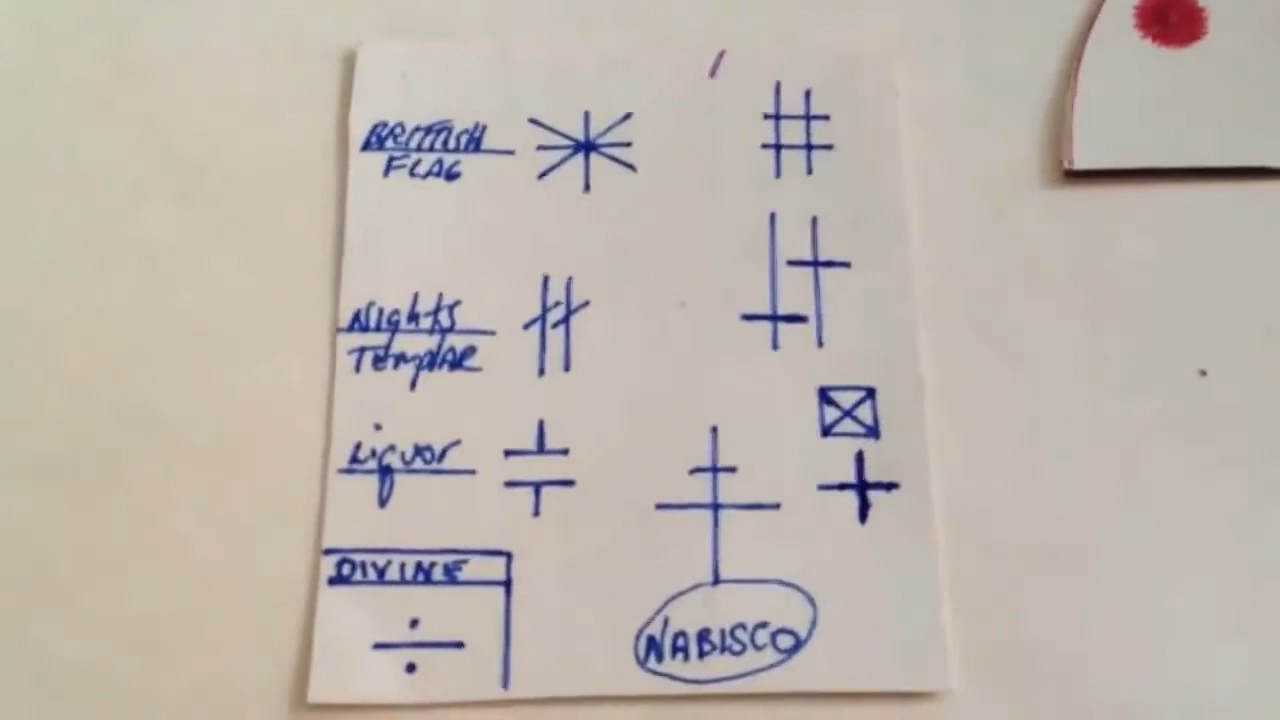 BRITISH
FLAG
#
Nights
TEMPLAR
Liquor
DIVINE
÷
NABISCO